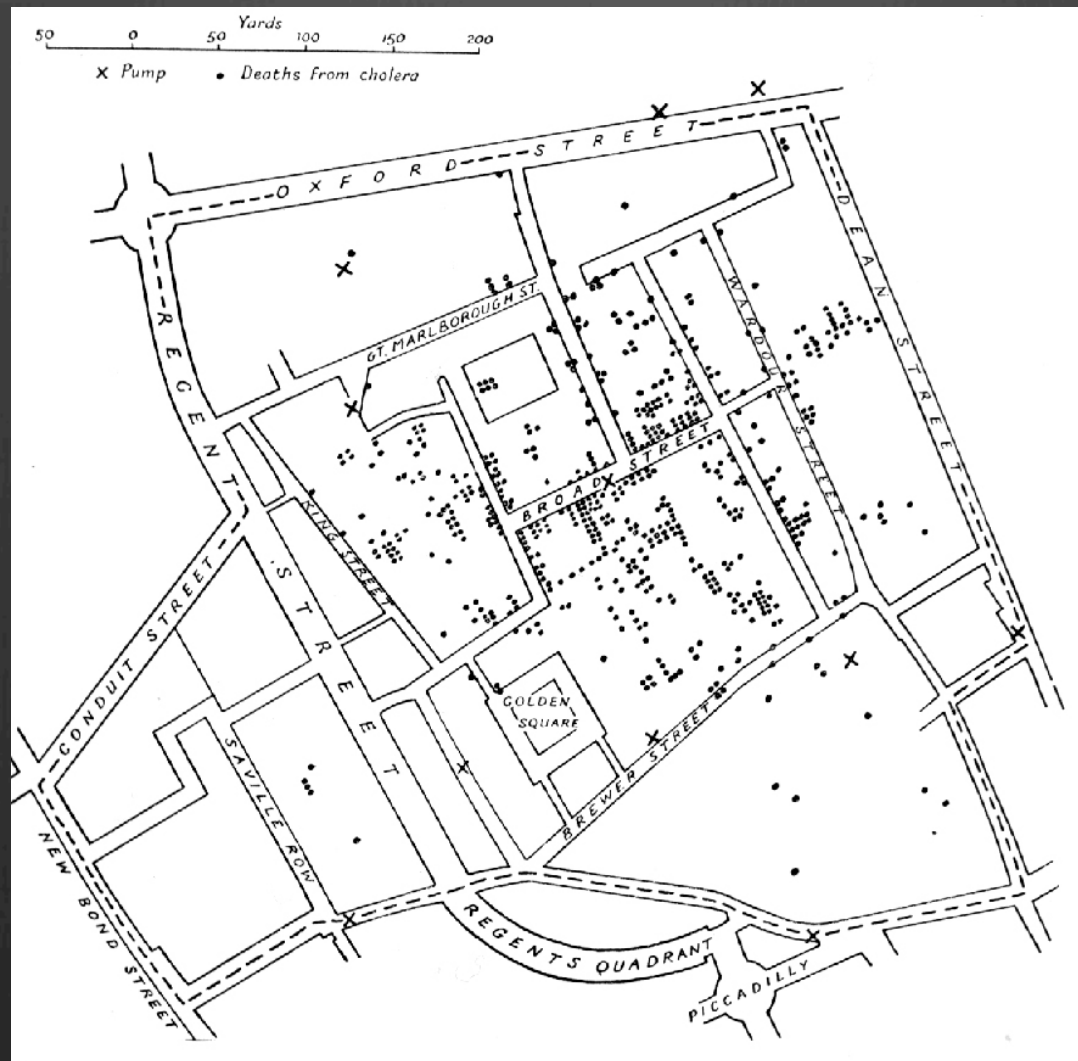 Yards
50 0 50 100 150 200
x Pump • Deaths from cholera
OXFORD STREET
DEAN STREET
REGENT STREET
WARDOUR STREET
GT. MARLBOROUGH ST.
BROAD STREET
KING STREET
CONDUIT STREET
GOLDEN SQUARE
SAVILLE ROW
BREWER STREET
NEW BOND STREET
REGENTS QUADRANT
PICCADILLY